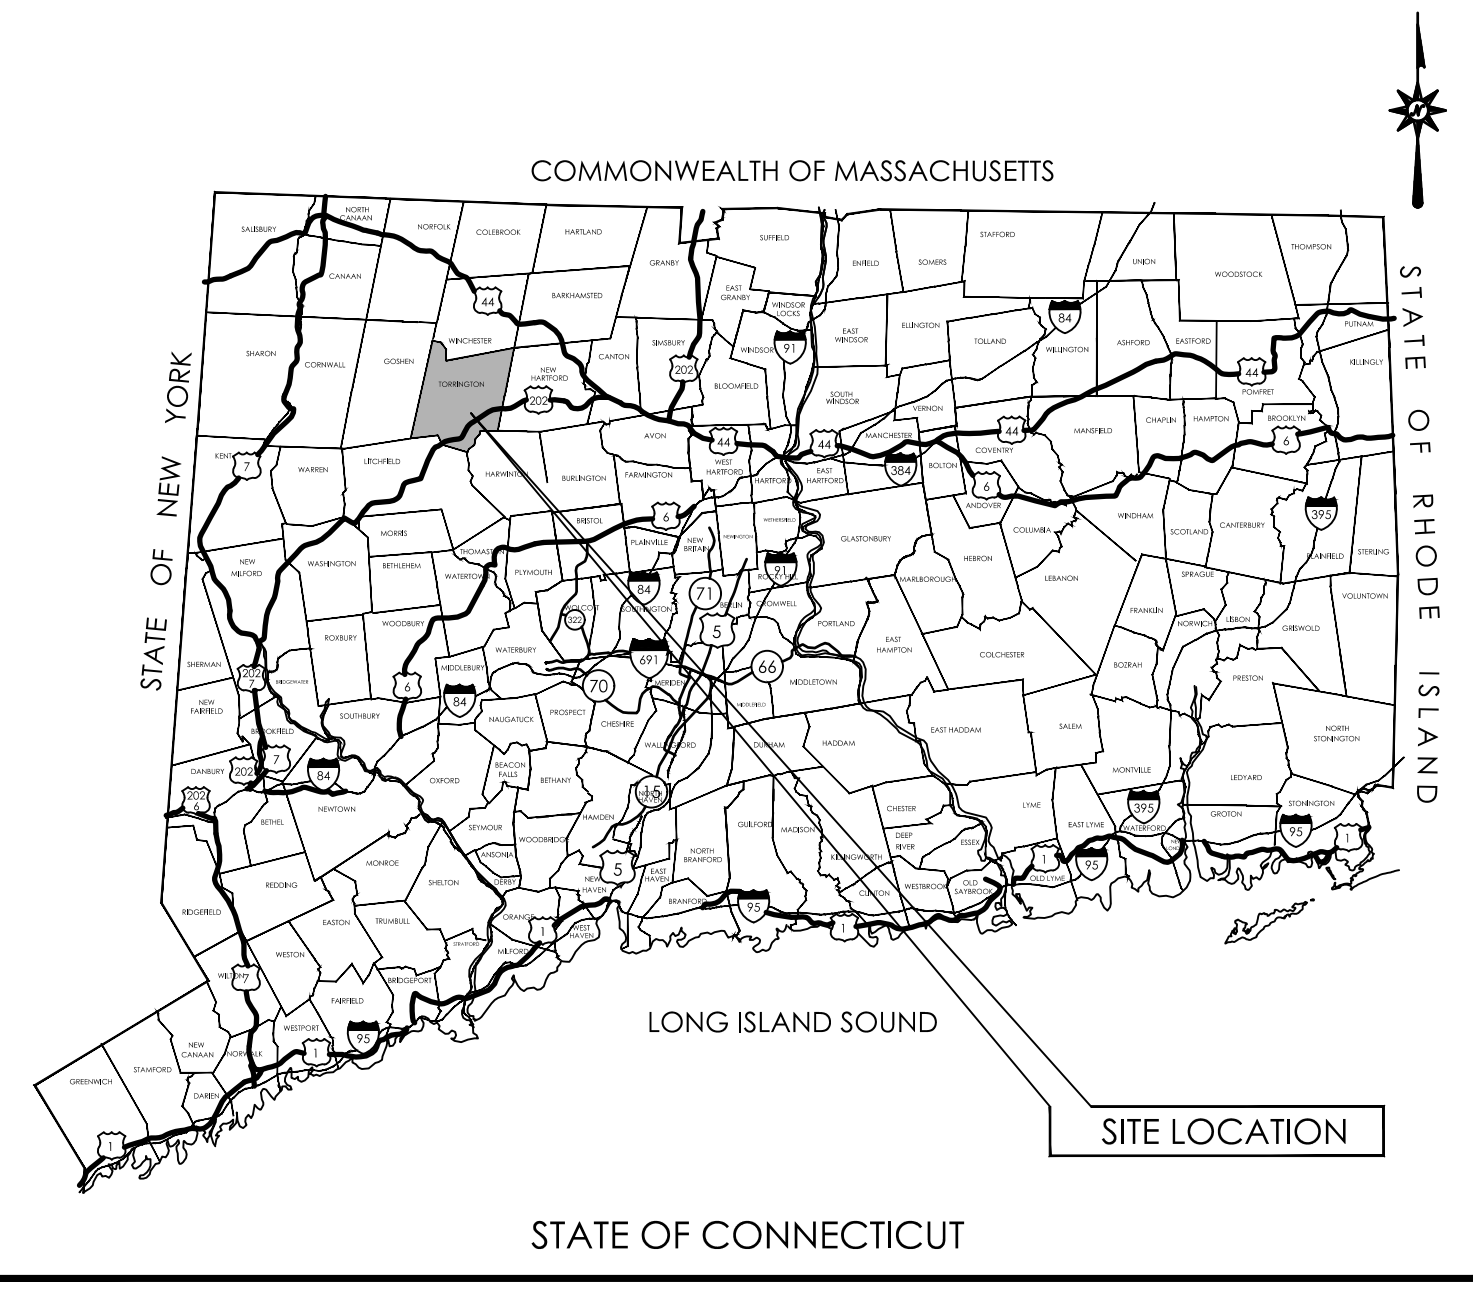 N
COMMONWEALTH OF MASSACHUSETTS
STATE OF NEW YORK
STATE OF RHODE ISLAND
SALISBURY
NORTH
CANAAN
NORFOLK
COLEBROOK
HARTLAND
GRANBY
SUFFIELD
ENFIELD
SOMERS
STAFFORD
UNION
WOODSTOCK
THOMPSON
CANAAN
BARKHAMSTED
EAST
GRANBY
WINDSOR
LOCKS
44
84
PUTNAM
SHARON
CORNWALL
GOSHEN
WINCHESTER
TORRINGTON
NEW
HARTFORD
CANTON
SIMSBURY
202
BLOOMFIELD
WINDSOR
91
EAST
WINDSOR
ELLINGTON
TOLLAND
WILLINGTON
ASHFORD
EASTFORD
44
POMFRET
KILLINGLY
202
SOUTH
WINDSOR
VERNON
KENT
7
WARREN
LITCHFIELD
HARWINTON
BURLINGTON
AVON
FARMINGTON
44
WEST
HARTFORD
HARTFORD
44
EAST
HARTFORD
MANCHESTER
384
BOLTON
COVENTRY
44
MANSFIELD
CHAPLIN
HAMPTON
BROOKLYN
6
6
ANDOVER
COLUMBIA
WINDHAM
SCOTLAND
CANTERBURY
395
PLAINFIELD
STERLING
MORRIS
BRISTOL
6
PLAINVILLE
NEW
BRITAIN
NEWINGTON
WETHERSFIELD
GLASTONBURY
HEBRON
LEBANON
NEW
MILFORD
WASHINGTON
BETHLEHEM
WATERTOWN
THOMASTON
PLYMOUTH
WOLCOTT
322
84
SOUTHINGTON
71
BERLIN
5
91
ROCKY HILL
CROMWELL
PORTLAND
MARLBOROUGH
EAST
HAMPTON
COLCHESTER
FRANKLIN
SPRAGUE
NORWICH
LISBON
GRISWOLD
VOLUNTOWN
BOZRAH
PRESTON
SHERMAN
ROXBURY
WOODBURY
202
7
BRIDGEWATER
6
MIDDLEBURY
84
WATERBURY
691
MERIDEN
70
66
MIDDLETOWN
MIDDLEFIELD
NEW
FAIRFIELD
BROOKFIELD
SOUTHBURY
NAUGATUCK
PROSPECT
CHESHIRE
WALLINGFORD
DURHAM
HADDAM
EAST HADDAM
SALEM
MONTVILLE
LEDYARD
NORTH
STONINGTON
DANBURY
202
7
84
202
6
OXFORD
BEACON
FALLS
BETHANY
15
NORTH
HAVEN
HAMDEN
BETHEL
NEWTOWN
SEYMOUR
WOODBRIDGE
ANSONIA
DERBY
GUILFORD
MADISON
CHESTER
DEEP
RIVER
ESSEX
LYME
EAST LYME
395
WATERFORD
GROTON
STONINGTON
95
1
KILLINGWORTH
CLINTON
WESTBROOK
OLD
SAYBROOK
1
OLD LYME
95
REDDING
MONROE
SHELTON
NORTH
BRANFORD
EAST
HAVEN
5
NEW
HAVEN
BRANFORD
95
1
RIDGEFIELD
EASTON
TRUMBULL
STRATFORD
ORANGE
1
WEST
HAVEN
MILFORD
WESTON
WILTON
7
FAIRFIELD
BRIDGEPORT
WESTPORT
95
1
NEW
CANAAN
NORWALK
STAMFORD
DARIEN
GREENWICH
1
LONG ISLAND SOUND
SITE LOCATION
STATE OF CONNECTICUT